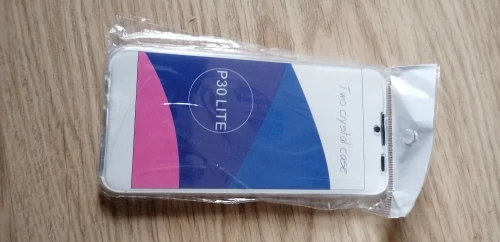 Two crystal case
P30 LITE